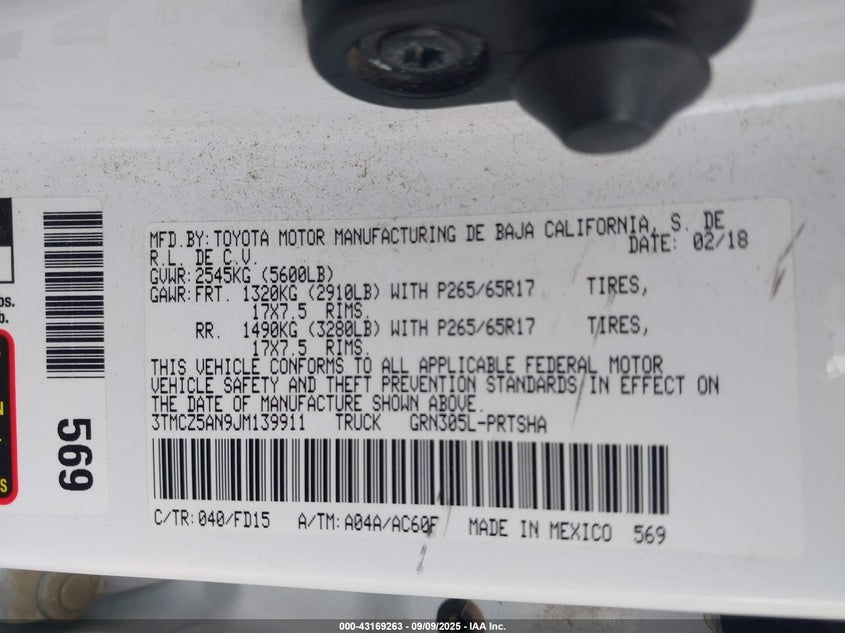 MFD.BY:TOYOTA MOTOR MANUFACTURING DE BAJA CALIFORNIA, S. DE
R.L. DE C.V. DATE: 02/18
GVWR:2545KG (5600LB)
GAWR:FRT. 1320KG (2910LB) WITH P265/65R17 TIRES,
17X7.5 RIMS.
RR. 1490KG (3280LB) WITH P265/65R17 TIRES,
17X7.5 RIMS.
THIS VEHICLE CONFORMS TO ALL APPLICABLE FEDERAL MOTOR
VEHICLE SAFETY AND THEFT PREVENTION STANDARDS IN EFFECT ON
THE DATE OF MANUFACTURE SHOWN ABOVE.
3TMCZ5AN9JM139911 TRUCK GRN305L-PRTSHA
C/TR:040/FD15 A/TM:A04A/AC60F MADE IN MEXICO 569
569
bs.
b.
N
S
000-43169263 - 09/09/2025 - IAA Inc.